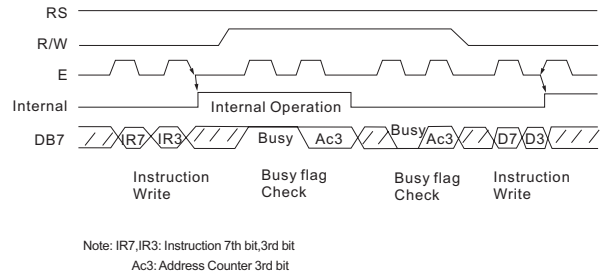 RS
R/W
E
Internal Internal Operation
DB7 IR7 IR3 Busy Ac3 Busy Ac3 D7 D3
Instruction Write
Busy flag Check
Busy flag Check
Instruction Write
Note: IR7,IR3: Instruction 7th bit,3rd bit
Ac3: Address Counter 3rd bit